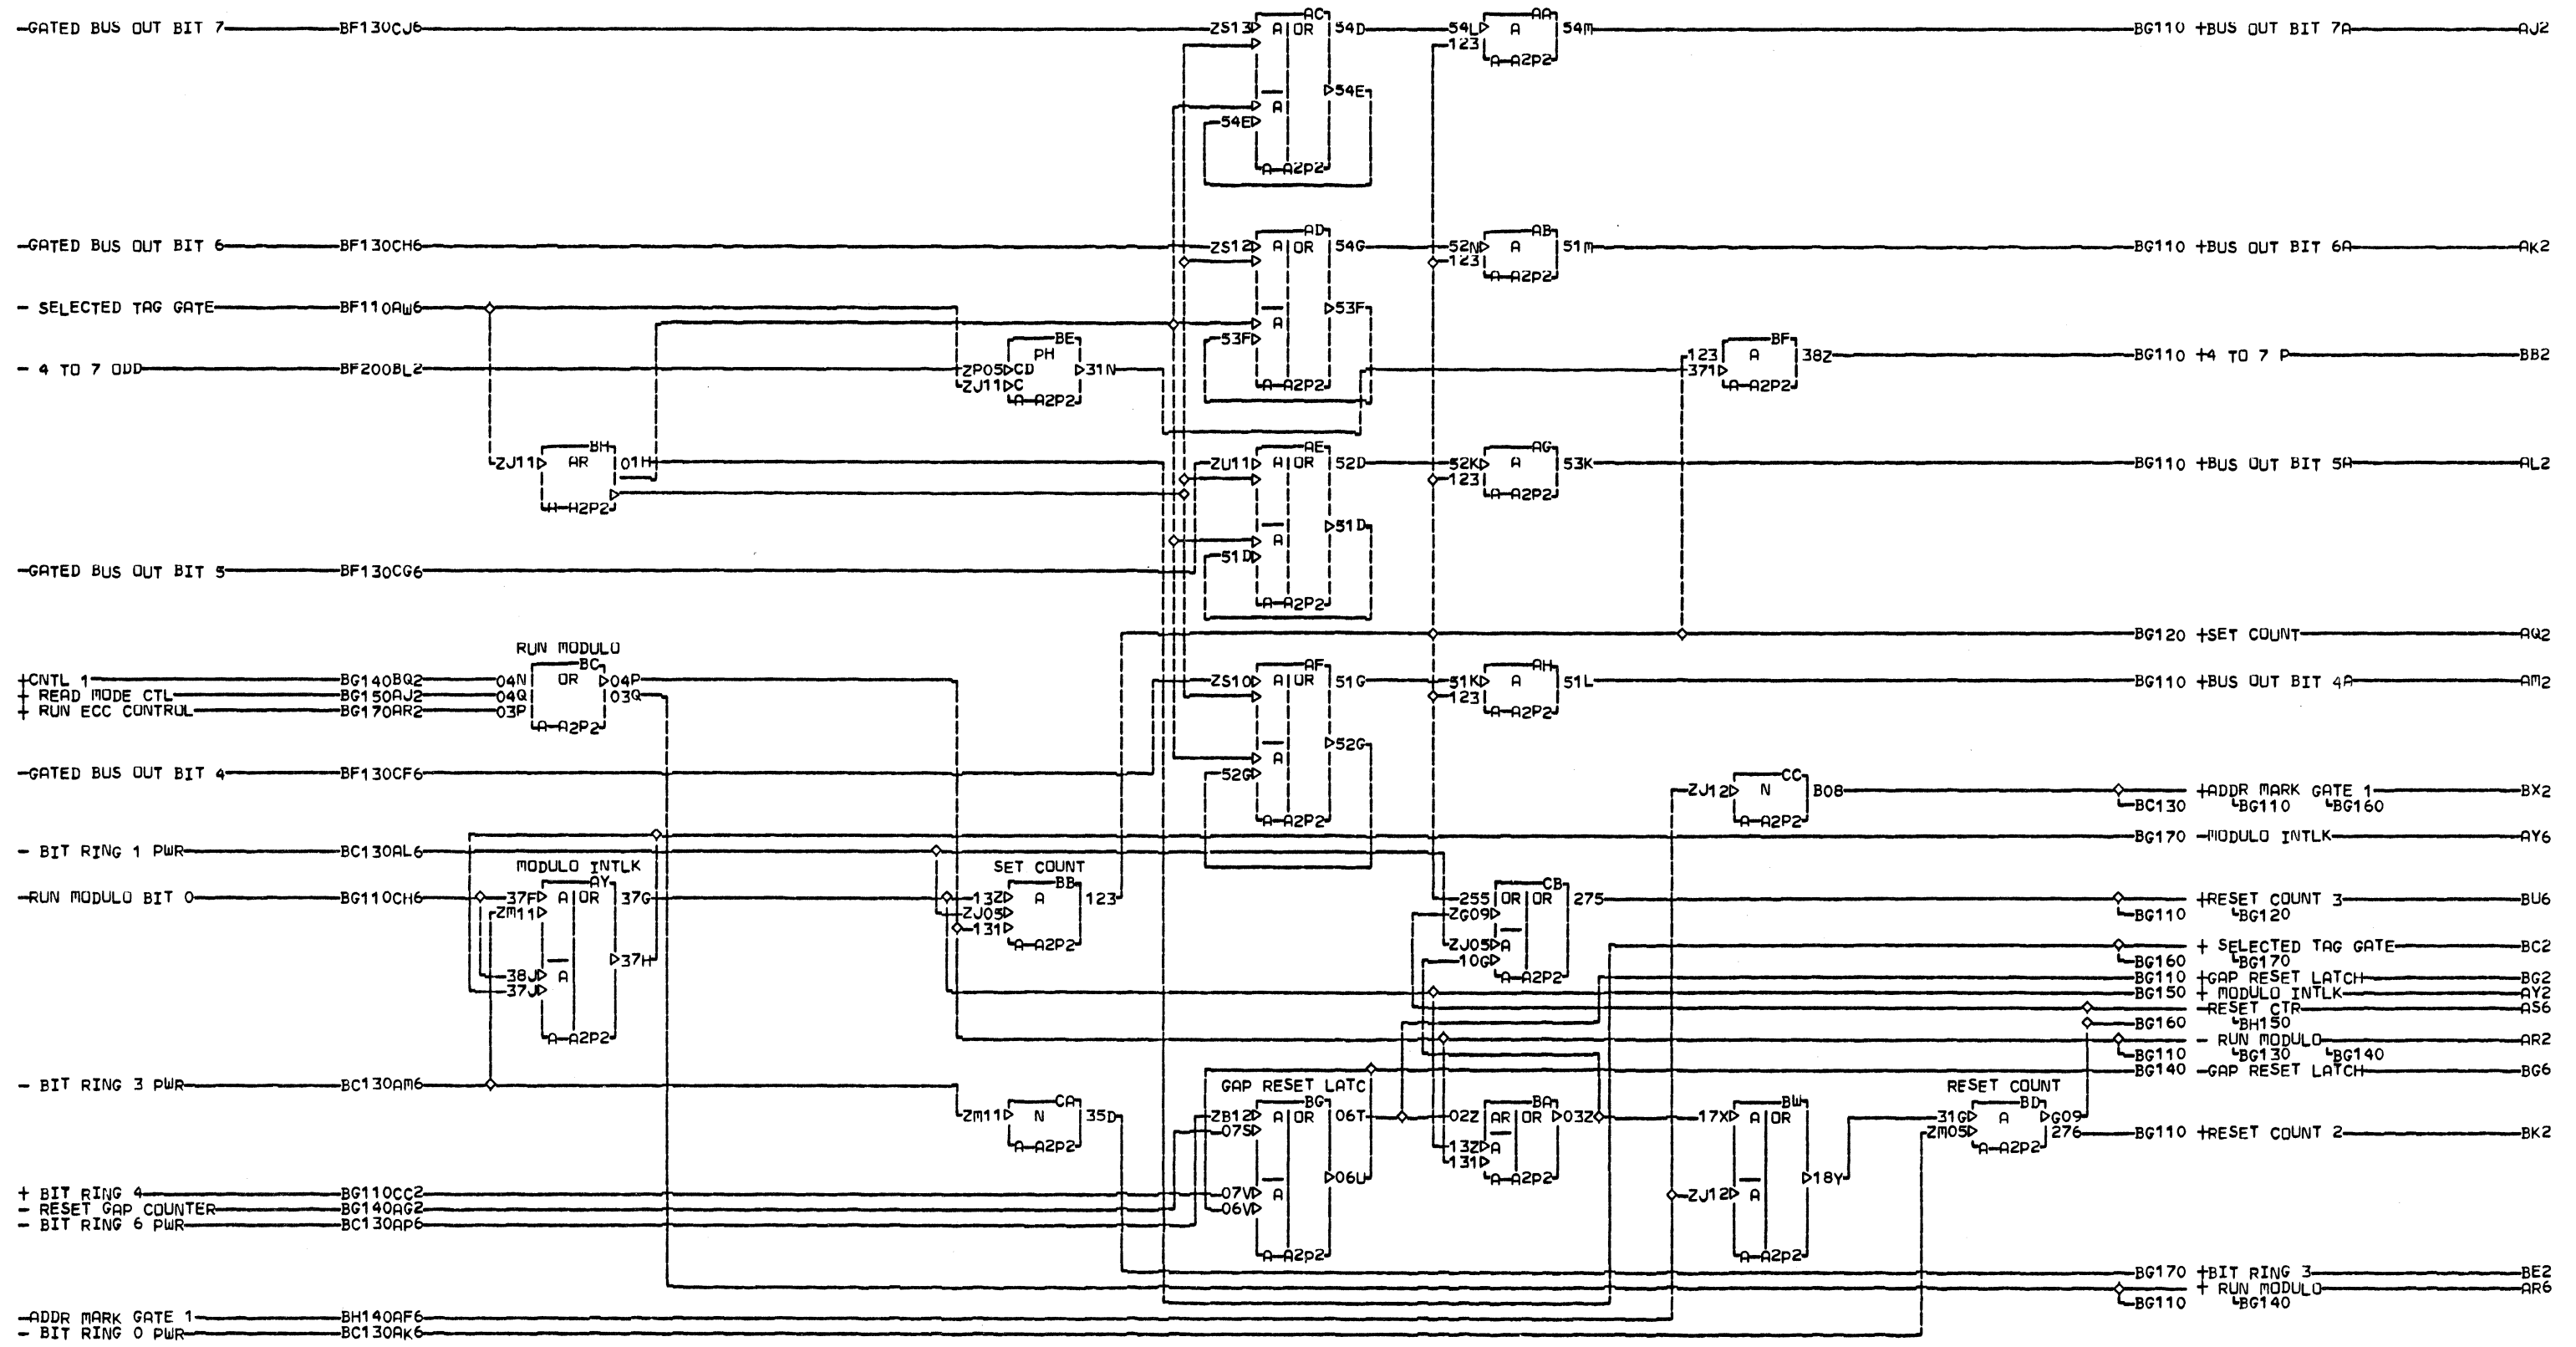 AC AA
-GATED BUS OUT BIT 7 BF130CJ6 ZS13 A OR 54D 54L A 54M BG110 +BUS OUT BIT 7A AJ2
123
A-A2P2
54E
A
54E
A-A2P2
AD AB
-GATED BUS OUT BIT 6 BF130CH6 ZS12 A OR 54G 52N A 51M BG110 +BUS OUT BIT 6A AK2
123
A-A2P2
- SELECTED TAG GATE BF110AW6 53F
A
BE 53F BF
PH 123 A 38Z BG110 +4 TO 7 P BB2
- 4 TO 7 ODD BF200BL2 ZP05 CD 31N 371
ZJ11 C A-A2P2 A-A2P2
A-A2P2
BH AE AG
ZJ11 AR 01H ZU11 A OR 52D 52K A 53K BG110 +BUS OUT BIT 5A AL2
123
A-A2P2 A-A2P2
51D
A
51D
-GATED BUS OUT BIT 5 BF130CG6
A-A2P2
BG120 +SET COUNT AQ2
RUN MODULO
BC AF AH
+CNTL 1 BG140BQ2 04N OR 04P ZS10 A OR 51G 51K A 51L BG110 +BUS OUT BIT 4A AM2
+ READ MODE CTL BG150AJ2 04Q 03Q 123
+ RUN ECC CONTROL BG170AR2 03P
A-A2P2 A-A2P2
52G
A
-GATED BUS OUT BIT 4 BF130CF6 52G CC
ZJ12 N B08 +ADDR MARK GATE 1 BX2
BC130 BG110 BG160
A-A2P2 A-A2P2
BG170 -MODULO INTLK AY6
- BIT RING 1 PWR BC130AL6
MODULO INTLK SET COUNT
AY BB CB
-RUN MODULO BIT 0 BG110CH6 37F A OR 37G 13Z A 123 255 OR OR 275 +RESET COUNT 3 BU6
ZM11 ZJ05 ZG09 BG110 BG120
131
A-A2P2 ZJ05 A + SELECTED TAG GATE BC2
37H 10G BG160 BG170
38J A A-A2P2 BG110 +GAP RESET LATCH BG2
37J BG150 + MODULO INTLK AY2
-RESET CTR AS6
BG160 BH150
A-A2P2 - RUN MODULO AR2
BG110 BG130 BG140
BG140 -GAP RESET LATCH BG6
- BIT RING 3 PWR BC130AM6 GAP RESET LATC RESET COUNT
CA BG BA BW BD
ZM11 N 35D ZB12 A OR 06T 02Z AR OR 03Z 17X A OR 31G A G09
07S ZM05 276 BG110 +RESET COUNT 2 BK2
A-A2P2 13Z A A-A2P2
131
06U A-A2P2 18Y
+ BIT RING 4 BG110CC2 07V A ZJ12 A
- RESET GAP COUNTER BG140AG2 06V
- BIT RING 6 PWR BC130AP6
A-A2P2 A-A2P2
BG170 +BIT RING 3 BE2
+ RUN MODULO AR6
BG110 BG140
-ADDR MARK GATE 1 BH140AF6
- BIT RING 0 PWR BC130AK6